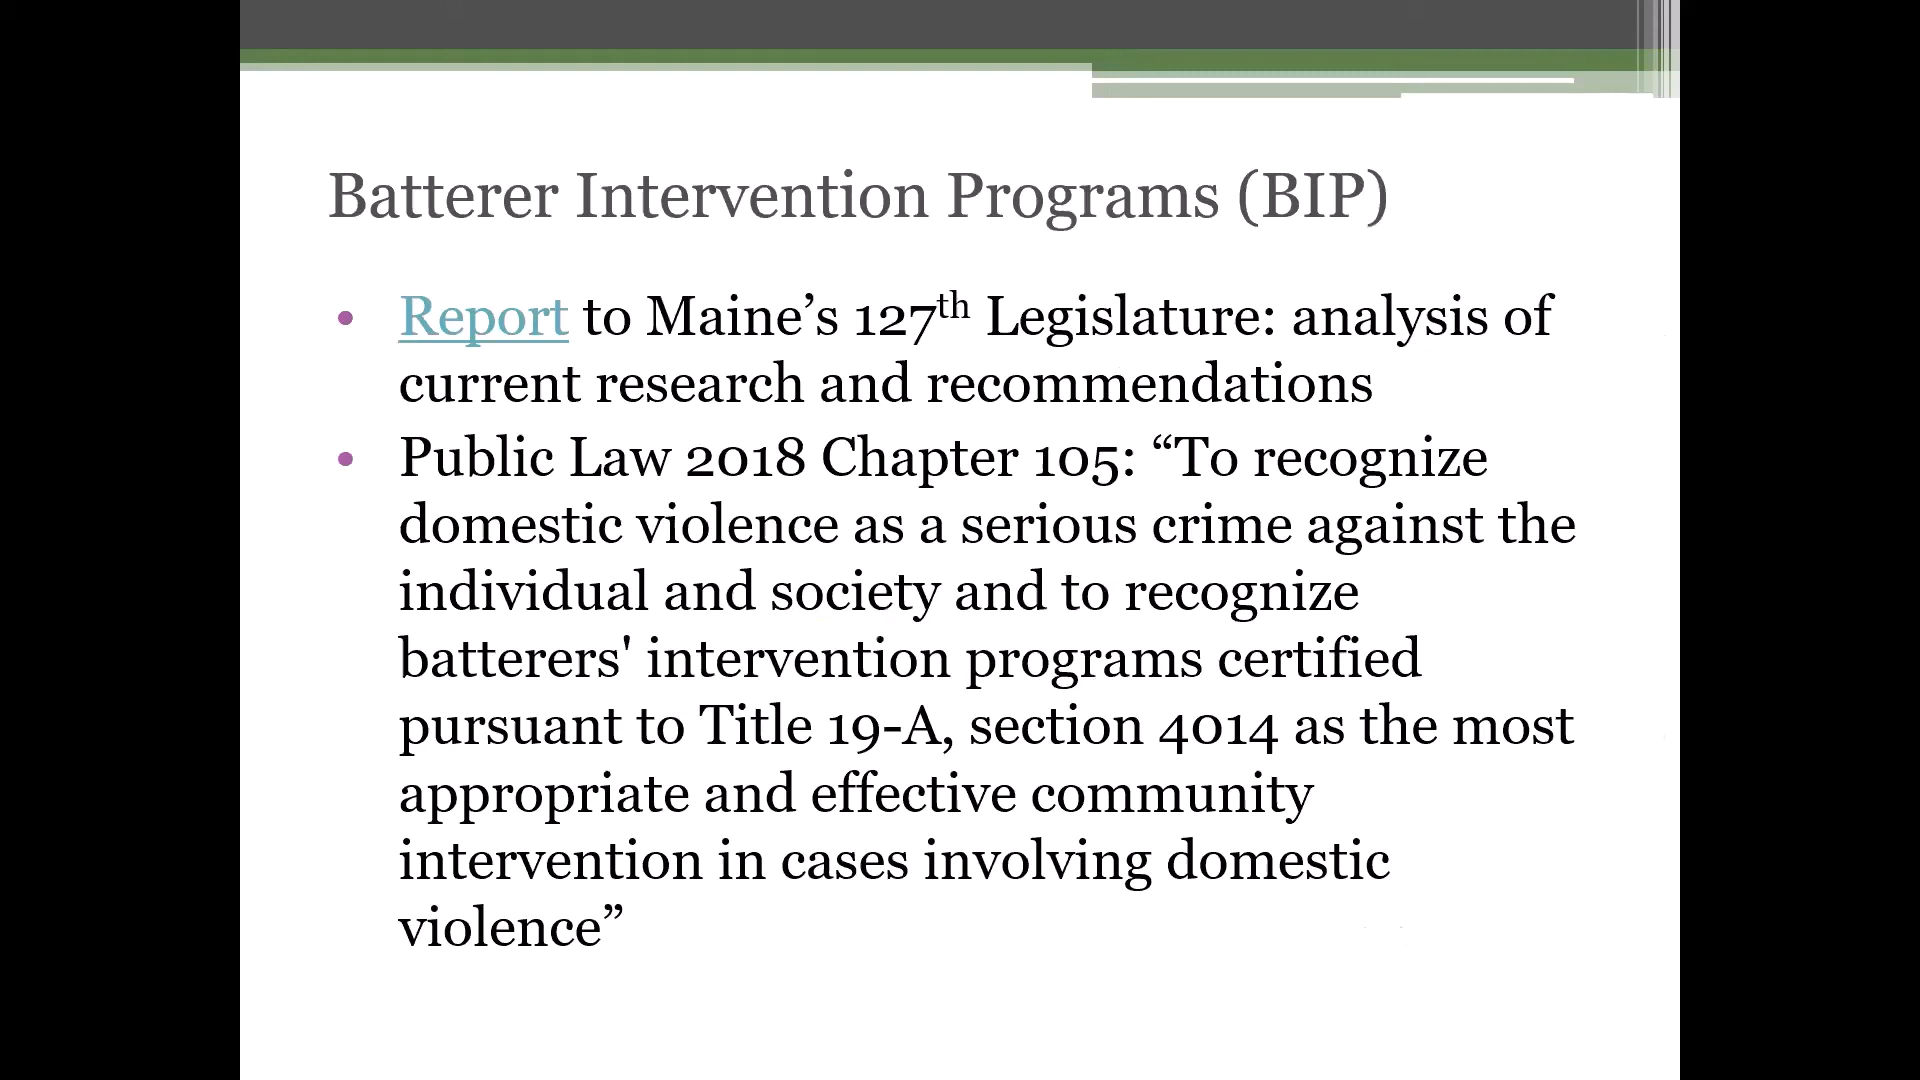 Batterer Intervention Programs (BIP)
• Report to Maine’s 127th Legislature: analysis of
current research and recommendations
• Public Law 2018 Chapter 105: “To recognize
domestic violence as a serious crime against the
individual and society and to recognize
batterers' intervention programs certified
pursuant to Title 19-A, section 4014 as the most
appropriate and effective community
intervention in cases involving domestic
violence”